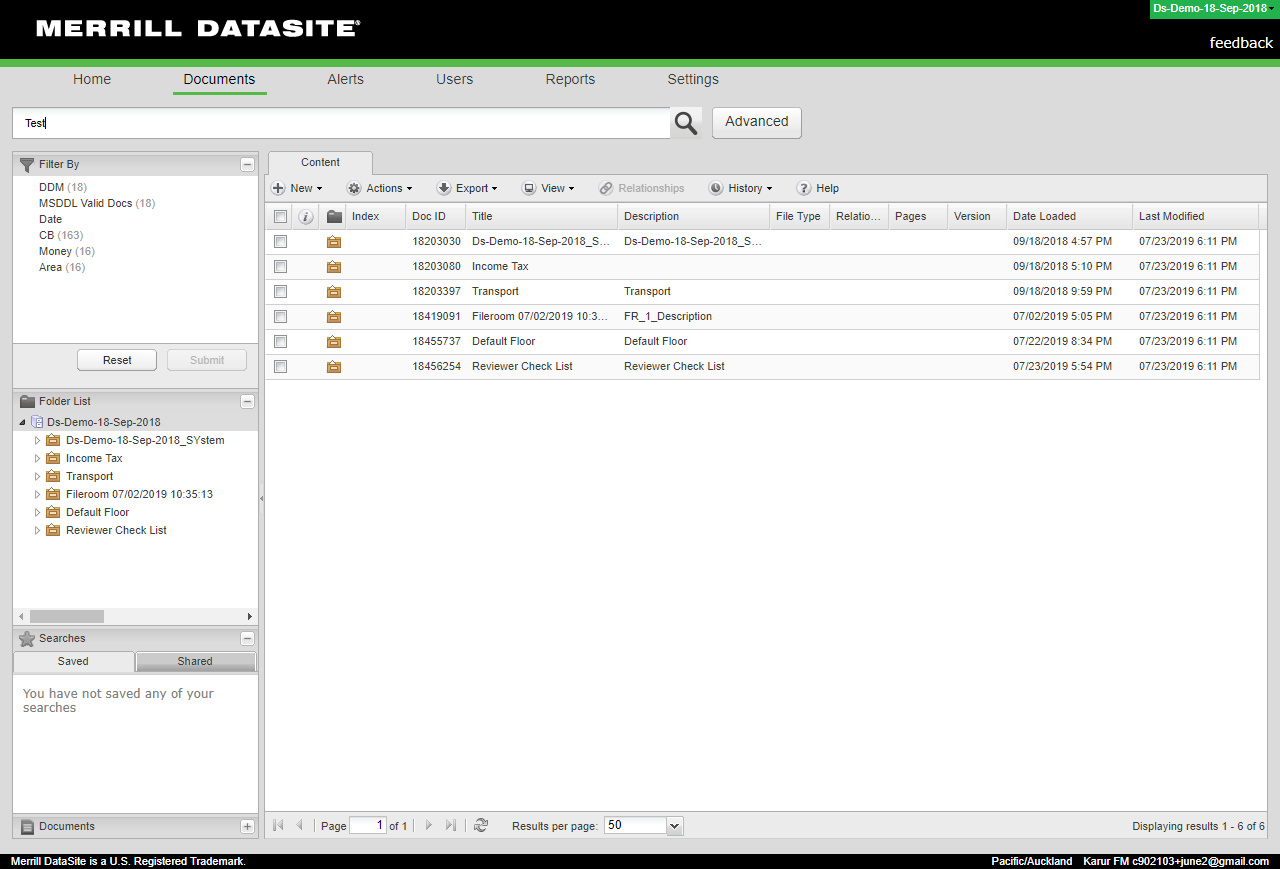 Ds-Demo-18-Sep-2018
MERRILL DATASITE®
feedback
Home Documents Alerts Users Reports Settings
Test
Advanced
Filter By
DDM (18)
MSDDL Valid Docs (18)
Date
CB (163)
Money (16)
Area (16)
Reset Submit
Folder List
Ds-Demo-18-Sep-2018
Ds-Demo-18-Sep-2018_SYstem
Income Tax
Transport
Fileroom 07/02/2019 10:35:13
Default Floor
Reviewer Check List
Searches
Saved Shared
You have not saved any of your
searches
Documents
Content
New Actions Export View Relationships History Help
Index Doc ID Title Description File Type Relatio... Pages Version Date Loaded Last Modified
18203030 Ds-Demo-18-Sep-2018_S... Ds-Demo-18-Sep-2018_S... 09/18/2018 4:57 PM 07/23/2019 6:11 PM
18203080 Income Tax 09/18/2018 5:10 PM 07/23/2019 6:11 PM
18203397 Transport Transport 09/18/2018 9:59 PM 07/23/2019 6:11 PM
18419091 Fileroom 07/02/2019 10:3... FR_1_Description 07/02/2019 5:05 PM 07/23/2019 6:11 PM
18455737 Default Floor Default Floor 07/22/2019 8:34 PM 07/23/2019 6:11 PM
18456254 Reviewer Check List Reviewer Check List 07/23/2019 5:54 PM 07/23/2019 6:11 PM
Page 1 of 1 Results per page: 50 Displaying results 1 - 6 of 6
Merrill DataSite is a U.S. Registered Trademark. Pacific/Auckland Karur FM c902103+june2@gmail.com